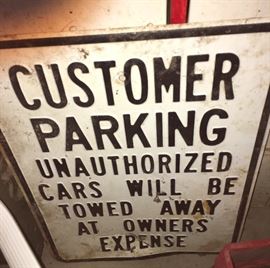 CUSTOMER
PARKING
UNAUTHORIZED
CARS WILL BE
TOWED AWAY
AT OWNERS
EXPENSE